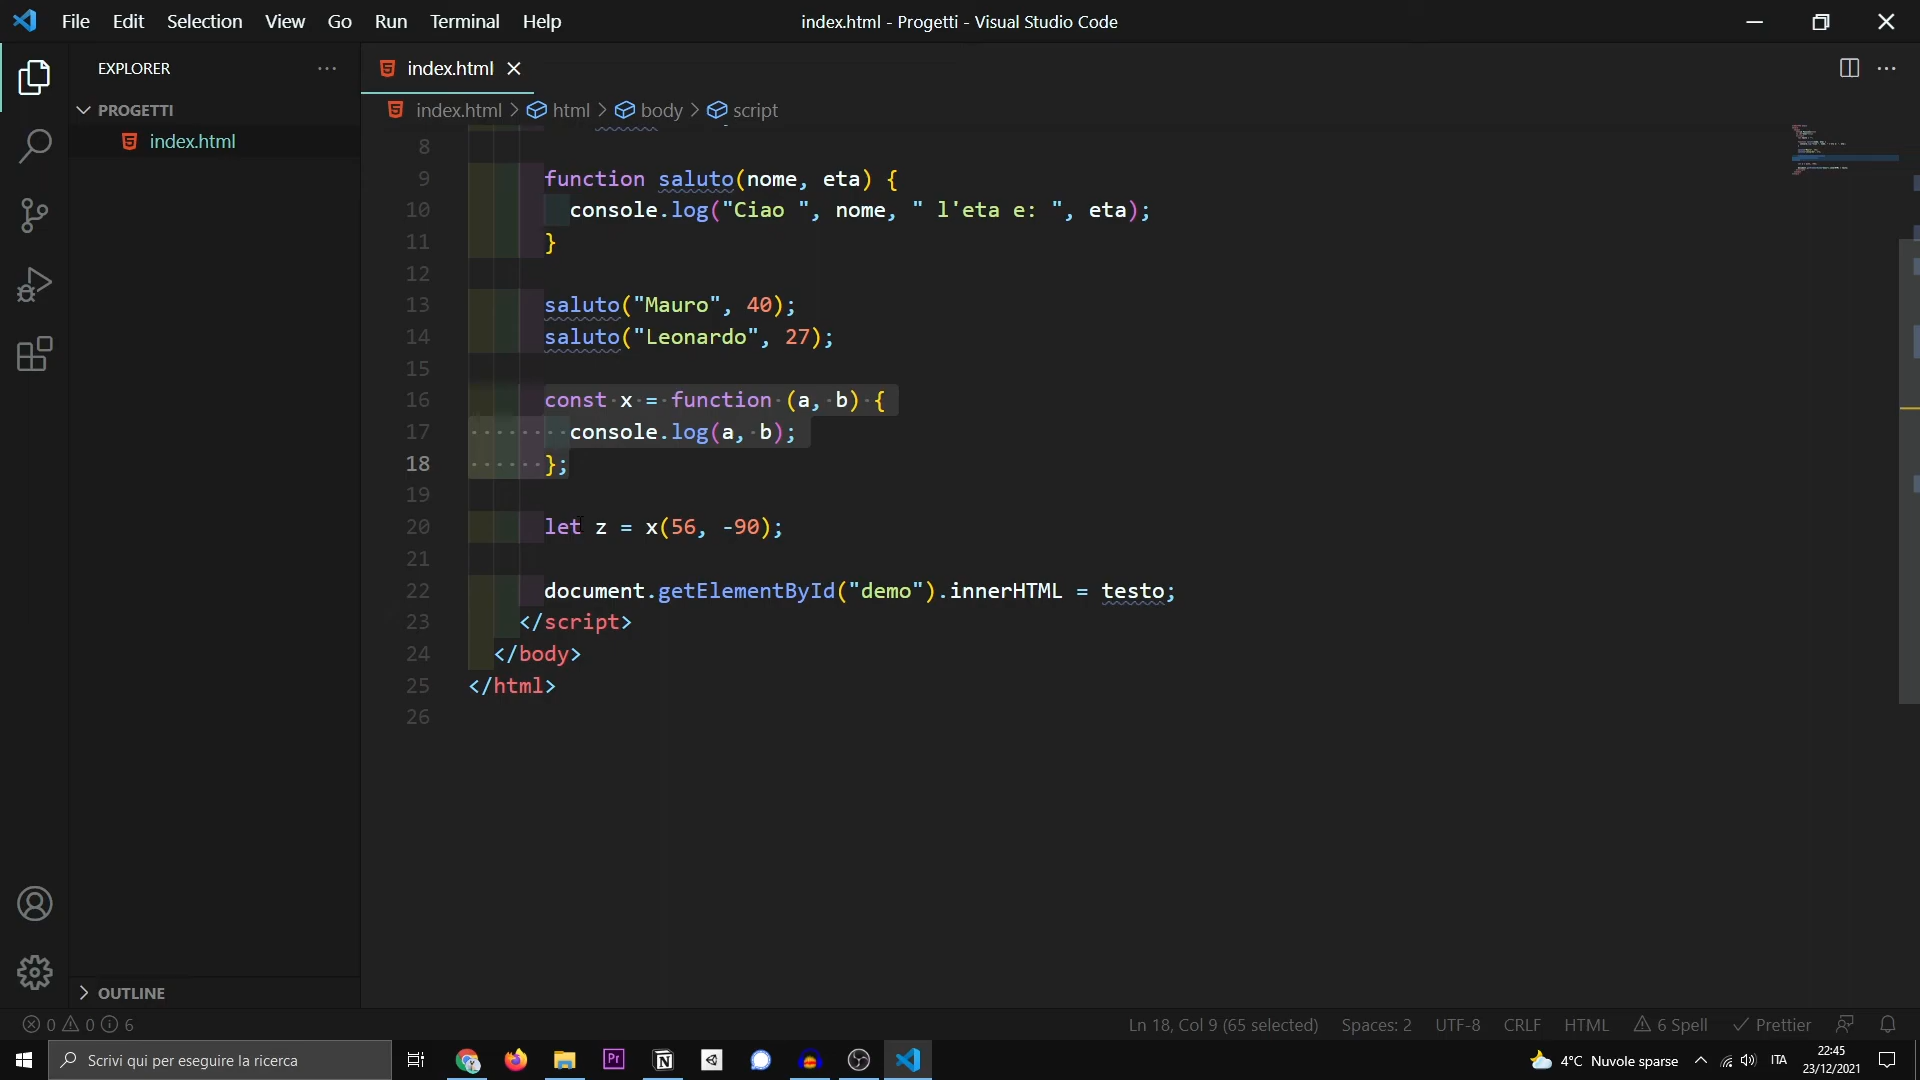 File Edit Selection View Go Run Terminal Help
index.html - Progetti - Visual Studio Code
EXPLORER
index.html
PROGETTI
index.html > html > body > script
index.html
8
9 function saluto(nome, eta) {
10 console.log("Ciao ", nome, " l'eta e: ", eta);
11 }
12
13 saluto("Mauro", 40);
14 saluto("Leonardo", 27);
15
16 const x = function (a, b) {
17 console.log(a, b);
18 };
19
20 let z = x(56, -90);
21
22 document.getElementById("demo").innerHTML = testo;
23 </script>
24 </body>
25 </html>
26
OUTLINE
0 0 6
Ln 18, Col 9 (65 selected) Spaces: 2 UTF-8 CRLF HTML 6 Spell Prettier
Scrivi qui per eseguire la ricerca
Pr
4°C Nuvole sparse
ITA
22:45
23/12/2021